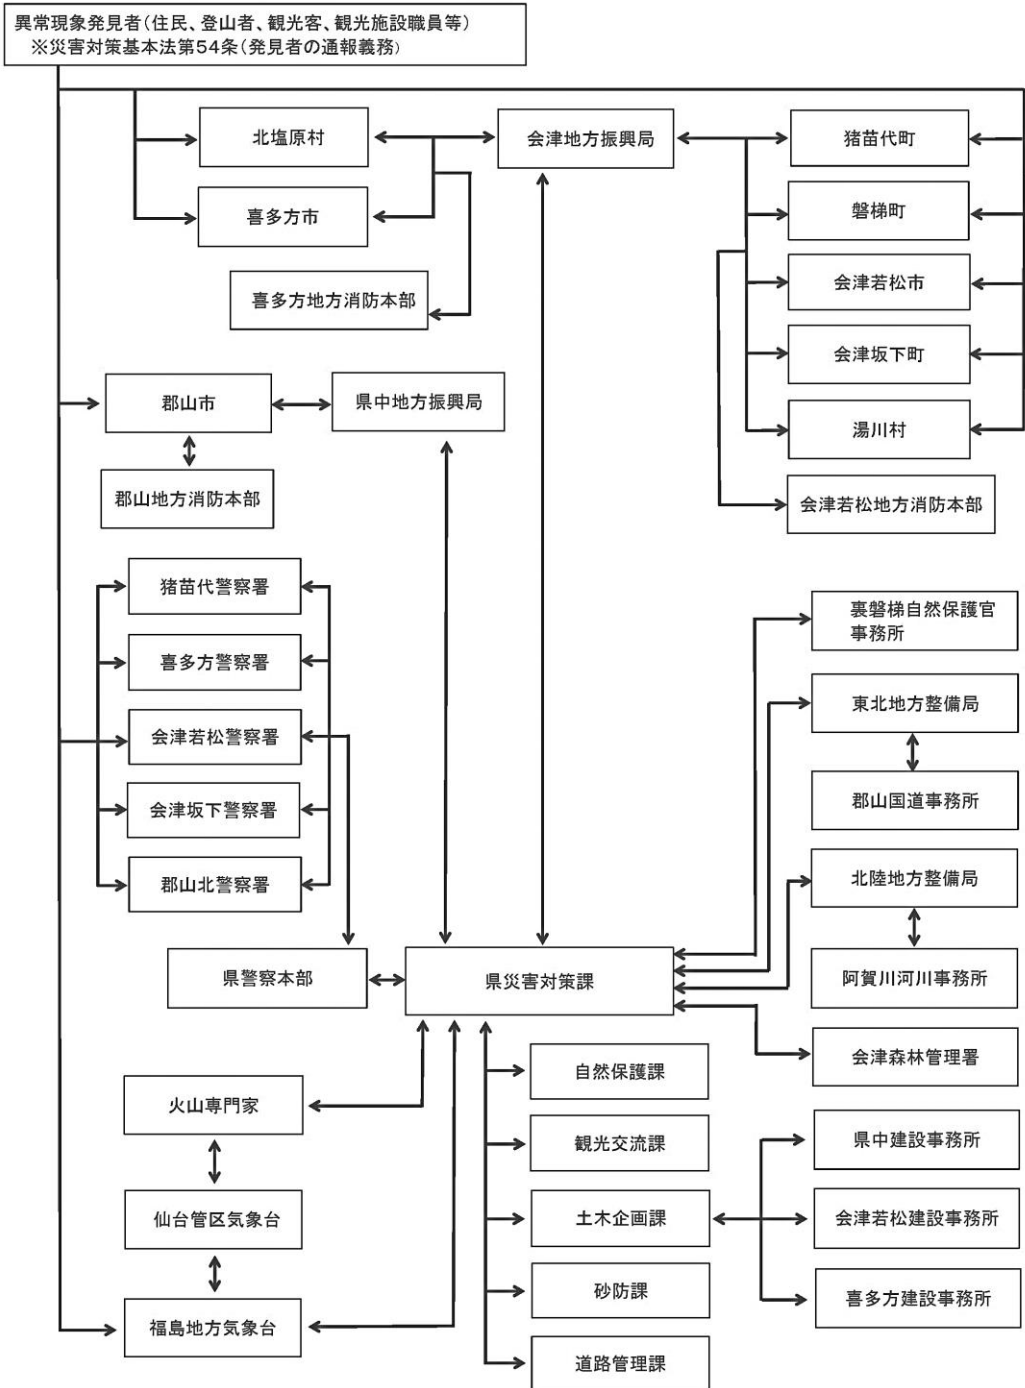 異常現象発見者（住民、登山者、観光客、観光施設職員等）
※災害対策基本法第54条（発見者の通報義務）
北塩原村
会津地方振興局
猪苗代町
喜多方市
磐梯町
喜多方地方消防本部
会津若松市
会津坂下町
郡山市
県中地方振興局
湯川村
郡山地方消防本部
会津若松地方消防本部
猪苗代警察署
裏磐梯自然保護官
事務所
喜多方警察署
東北地方整備局
会津若松警察署
郡山国道事務所
会津坂下警察署
郡山北警察署
北陸地方整備局
県警察本部
県災害対策課
阿賀川河川事務所
会津森林管理署
自然保護課
火山専門家
観光交流課
県中建設事務所
仙台管区気象台
土木企画課
会津若松建設事務所
砂防課
喜多方建設事務所
福島地方気象台
道路管理課